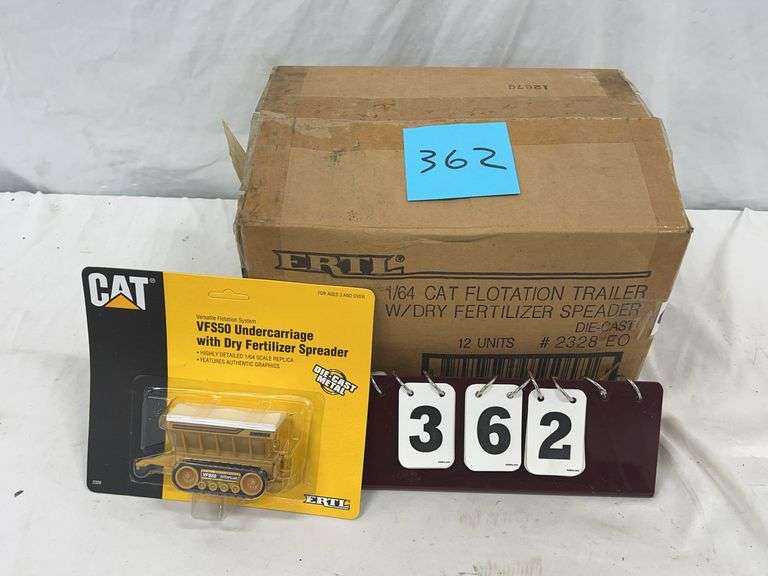 12670
362
ERTL®
1/64 CAT FLOTATION TRAILER
W/DRY FERTILIZER SPEADER
DIE-CAST
12 UNITS # 2328 EO
CAT®
FOR AGES 3 AND OVER
Versatile Flotation System
VFS50 Undercarriage
with Dry Fertilizer Spreader
• HIGHLY DETAILED 1/64 SCALE REPLICA
• FEATURES AUTHENTIC GRAPHICS
DIE-CAST
METAL
VFS50
2328
ERTL
3 6 2